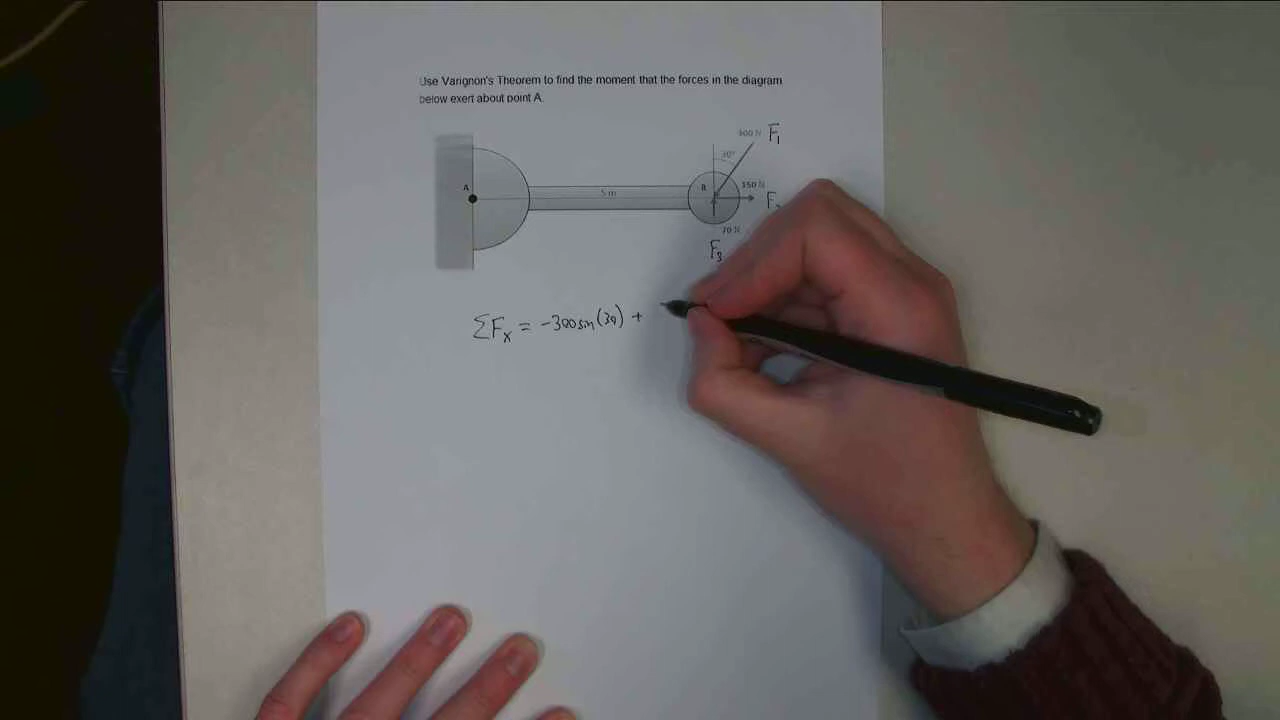 Use Varignon's Theorem to find the moment that the forces in the diagram
below exert about point A.
300 N F₁
30°
A
5 m
B
350 N
F₂
70 N
F₃
ΣFₓ = -300sin(30) +